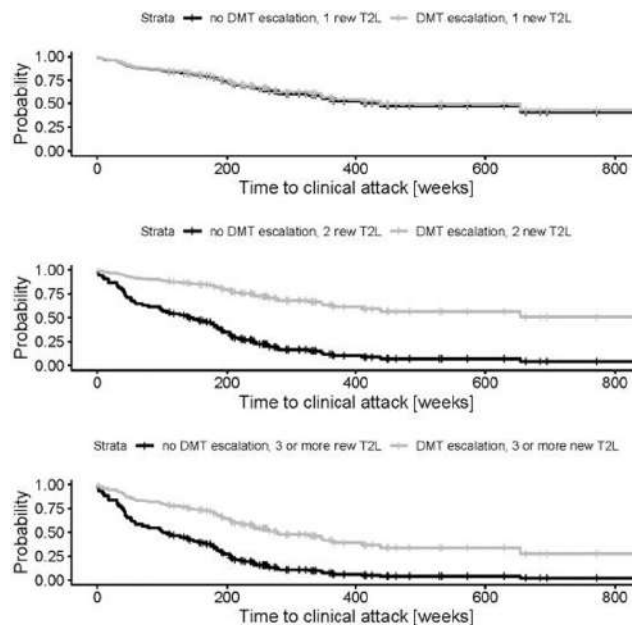 Strata no DMT escalation, 1 new T2L DMT escalation, 1 new T2L
Probability
1.00
0.75
0.50
0.25
0.00
0 200 400 600 800
Time to clinical attack [weeks]
Strata no DMT escalation, 2 new T2L DMT escalation, 2 new T2L
Probability
1.00
0.75
0.50
0.25
0.00
0 200 400 600 800
Time to clinical attack [weeks]
Strata no DMT escalation, 3 or more new T2L DMT escalation, 3 or more new T2L
Probability
1.00
0.75
0.50
0.25
0.00
0 200 400 600 800
Time to clinical attack [weeks]